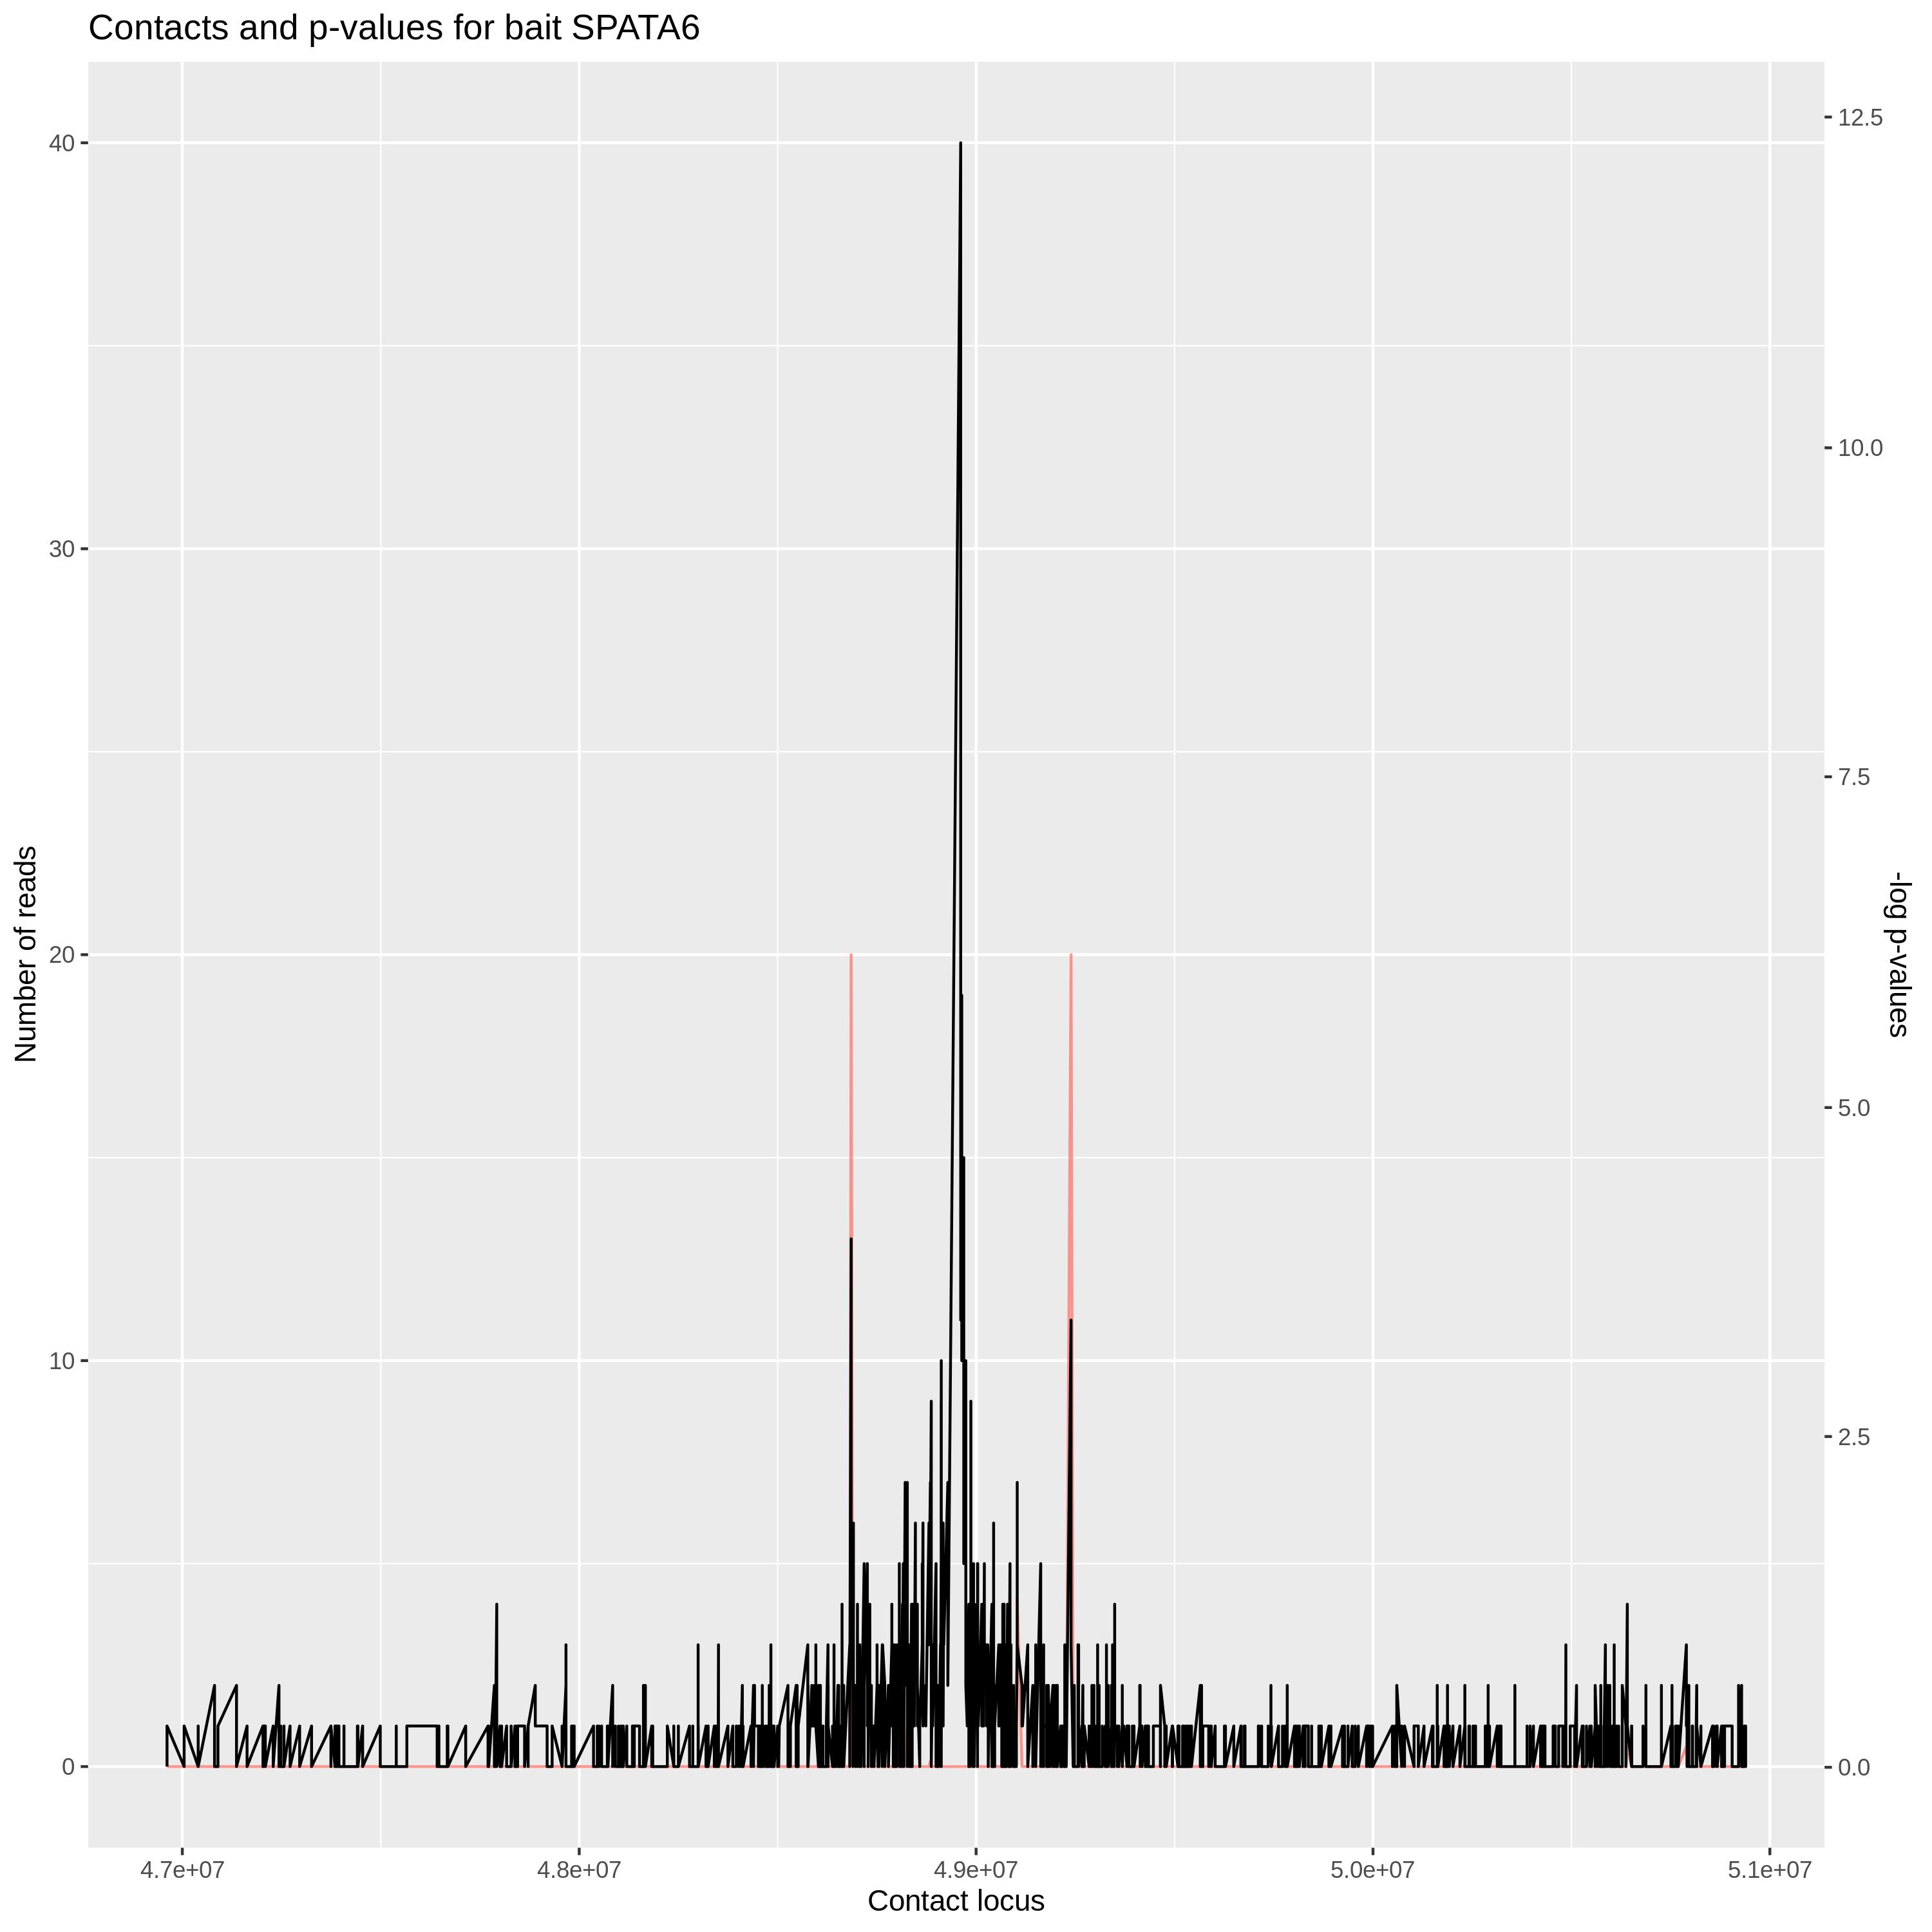 Contacts and p-values for bait SPATA6
40
30
20
10
0
Number of reads
12.5
10.0
7.5
5.0
2.5
0.0
-log p-values
4.7e+07
4.8e+07
4.9e+07
5.0e+07
5.1e+07
Contact locus